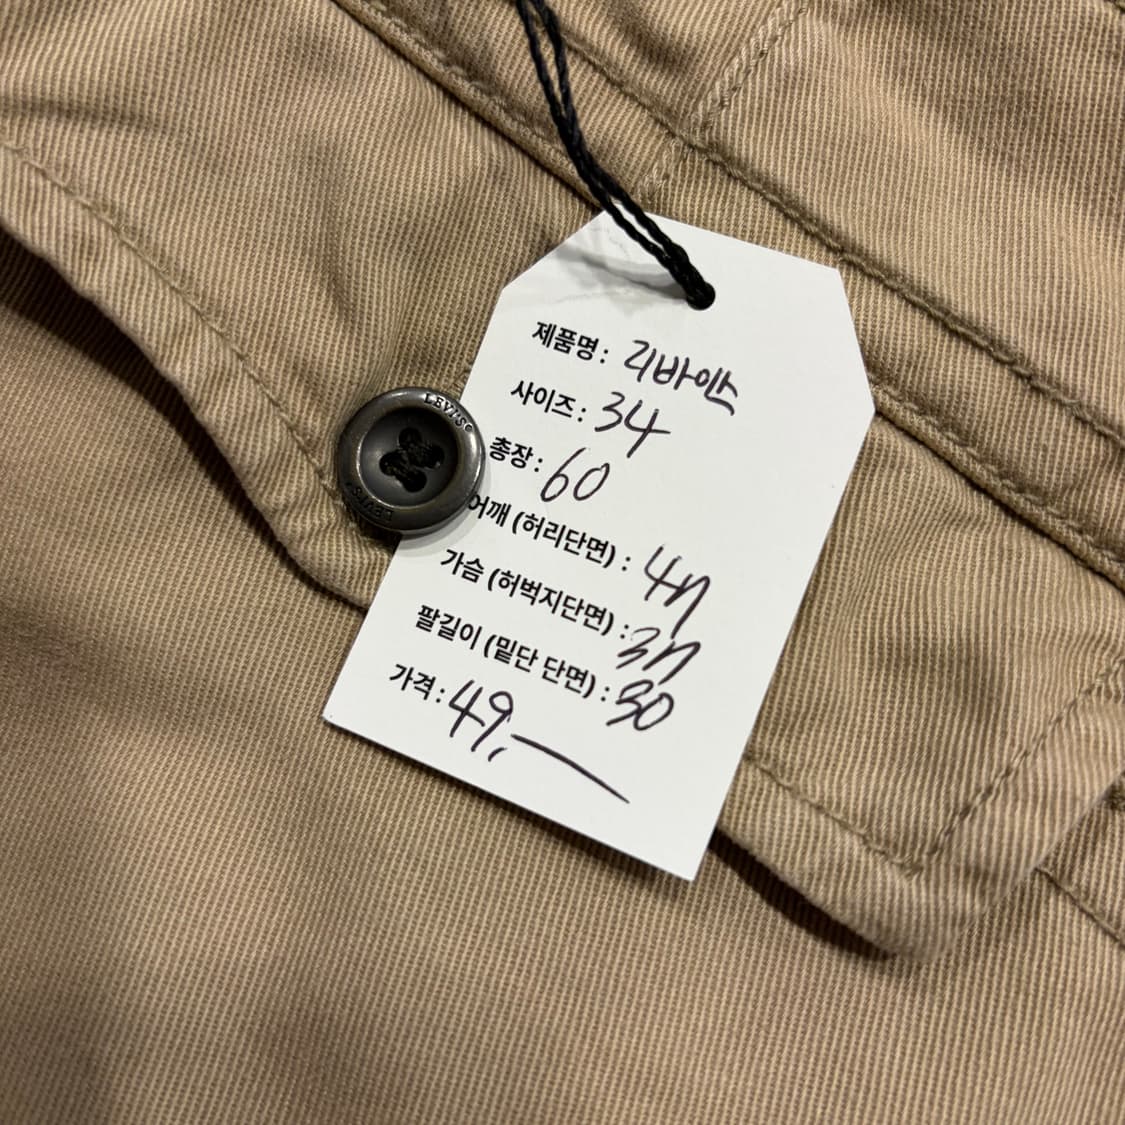 제품명 : 리바이스
사이즈 : 34
총장 : 60
어깨 (허리단면) :
가슴 (허벅지단면) :
팔길이 (밑단 단면) : 30
가격 : 49,—
LEVI'S
LEVI'S